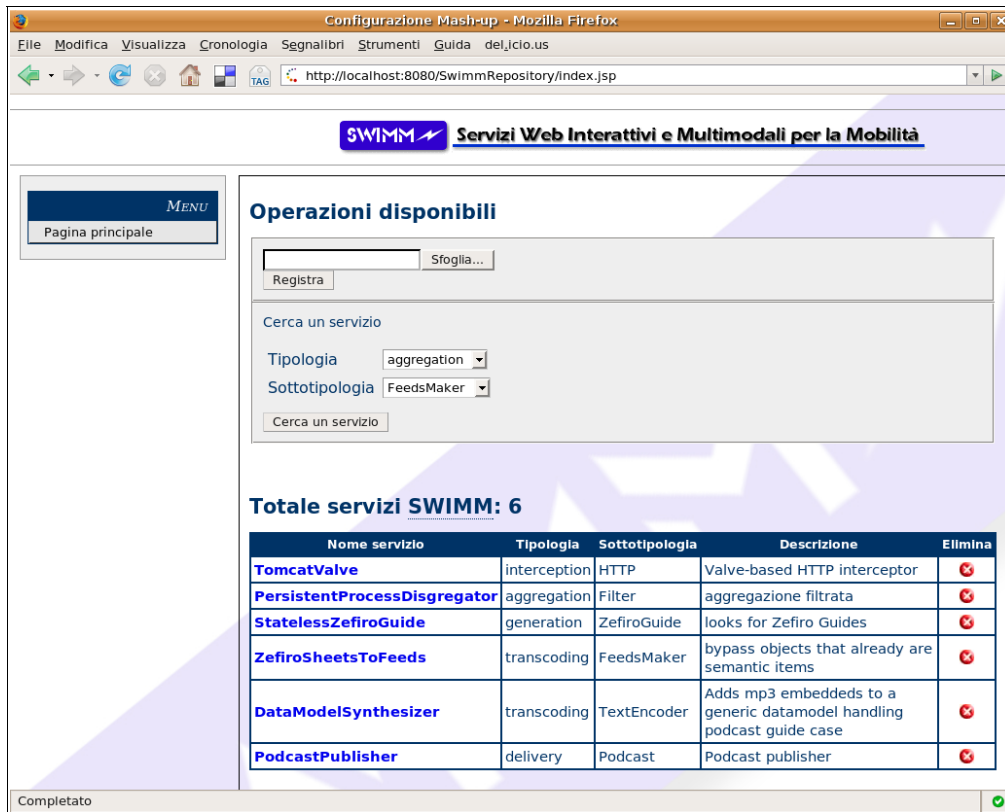 Configurazione Mash-up - Mozilla Firefox
File Modifica Visualizza Cronologia Segnalibri Strumenti Guida del.icio.us
TAG http://localhost:8080/SwimmRepository/index.jsp
SWIMM Servizi Web Interattivi e Multimodali per la Mobilità
MENU
Pagina principale
Operazioni disponibili
Sfoglia...
Registra
Cerca un servizio
Tipologia aggregation
Sottotipologia FeedsMaker
Cerca un servizio
Totale servizi SWIMM: 6
Nome servizio Tipologia Sottotipologia Descrizione Elimina
TomcatValve interception HTTP Valve-based HTTP interceptor
PersistentProcessDisgregator aggregation Filter aggregazione filtrata
StatelessZefiroGuide generation ZefiroGuide looks for Zefiro Guides
ZefiroSheetsToFeeds transcoding FeedsMaker bypass objects that already are
semantic items
DataModelSynthesizer transcoding TextEncoder Adds mp3 embeddeds to a
generic datamodel handling
podcast guide case
PodcastPublisher delivery Podcast Podcast publisher
Completato